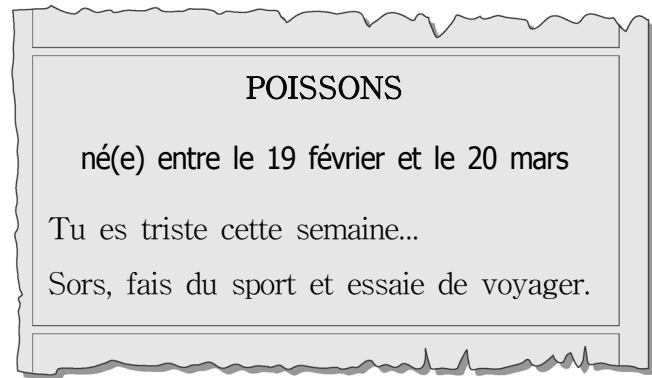 POISSONS
né(e) entre le 19 février et le 20 mars
Tu es triste cette semaine...
Sors, fais du sport et essaie de voyager.